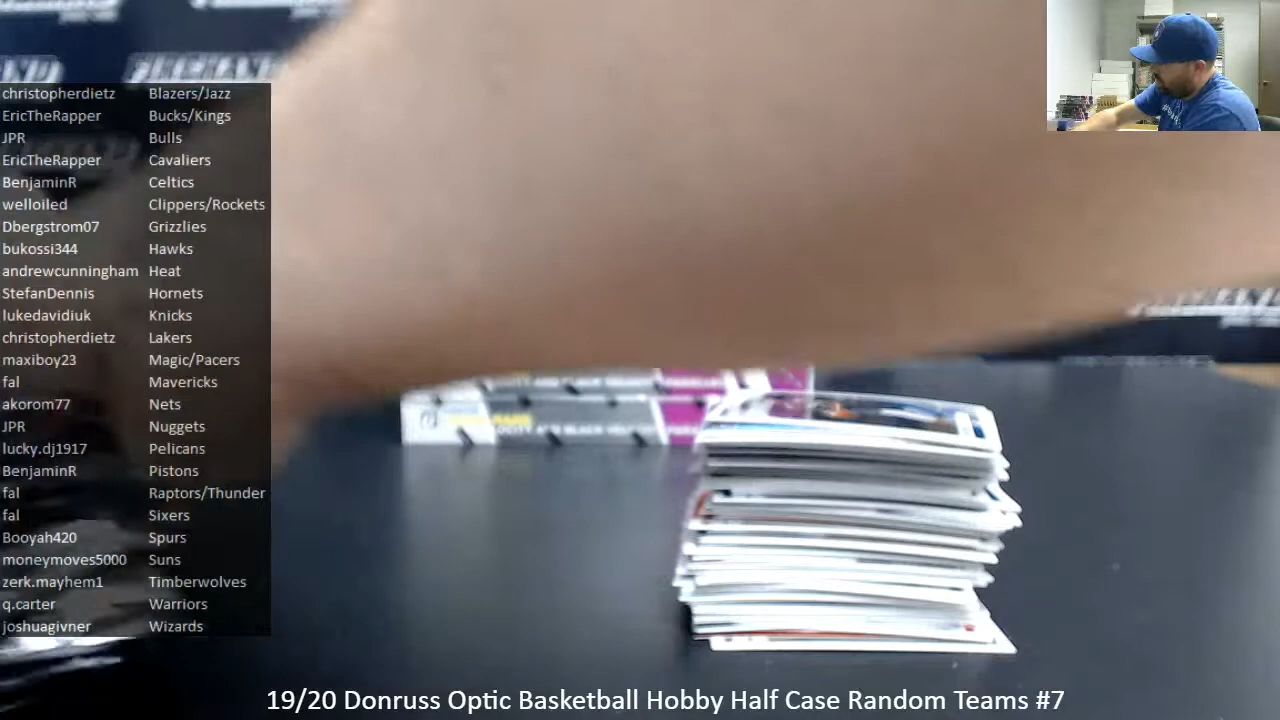 christopherdietz Blazers/Jazz
EricTheRapper Bucks/Kings
JPR Bulls
EricTheRapper Cavaliers
BenjaminR Celtics
welloiled Clippers/Rockets
Dbergstrom07 Grizzlies
bukossi344 Hawks
andrewcunningham Heat
StefanDennis Hornets
lukedavidiuk Knicks
christopherdietz Lakers
maxiboy23 Magic/Pacers
fal Mavericks
akorom77 Nets
JPR Nuggets
lucky.dj1917 Pelicans
BenjaminR Pistons
fal Raptors/Thunder
fal Sixers
Booyah420 Spurs
moneymoves5000 Suns
zerk.mayhem1 Timberwolves
q.carter Warriors
joshuagivner Wizards
19/20 Donruss Optic Basketball Hobby Half Case Random Teams #7